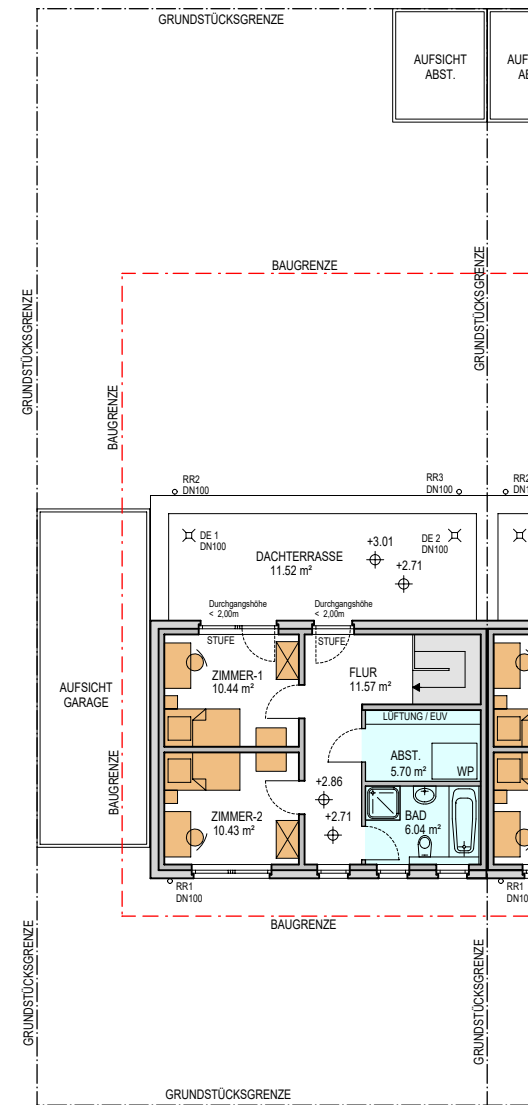 GRUNDSTÜCKSGRENZE
AUFSICHT
ABST.
BAUGRENZE
GRUNDSTÜCKSGRENZE
GRUNDSTÜCKSGRENZE
BAUGRENZE
RR2
DN100
RR3
DN100
DE 1
DN100
DACHTERRASSE
11.52 m²
+3.01
+2.71
DE 2
DN100
Durchgangshöhe
< 2,00m
Durchgangshöhe
< 2,00m
STUFE
STUFE
ZIMMER-1
10.44 m²
FLUR
11.57 m²
AUFSICHT
GARAGE
LÜFTUNG / EUV
ABST.
5.70 m²
WP
BAUGRENZE
+2.86
+2.71
ZIMMER-2
10.43 m²
BAD
6.04 m²
RR1
DN100
RR1
BAUGRENZE
GRUNDSTÜCKSGRENZE
GRUNDSTÜCKSGRENZE
GRUNDSTÜCKSGRENZE